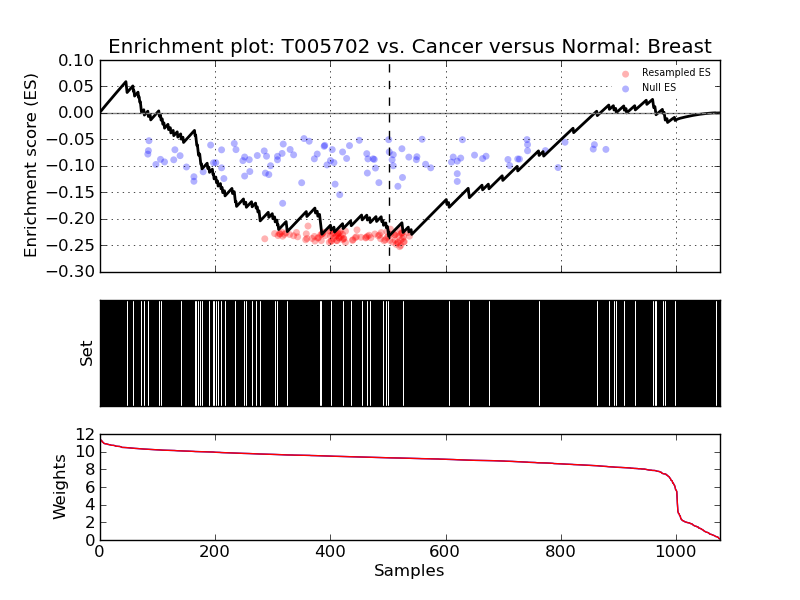 Enrichment plot: T005702 vs. Cancer versus Normal: Breast
Enrichment score (ES)
0.10
0.05
0.00
−0.05
−0.10
−0.15
−0.20
−0.25
−0.30
Resampled ES
Null ES
Set
Weights
12
10
8
6
4
2
0
0 200 400 600 800 1000
Samples